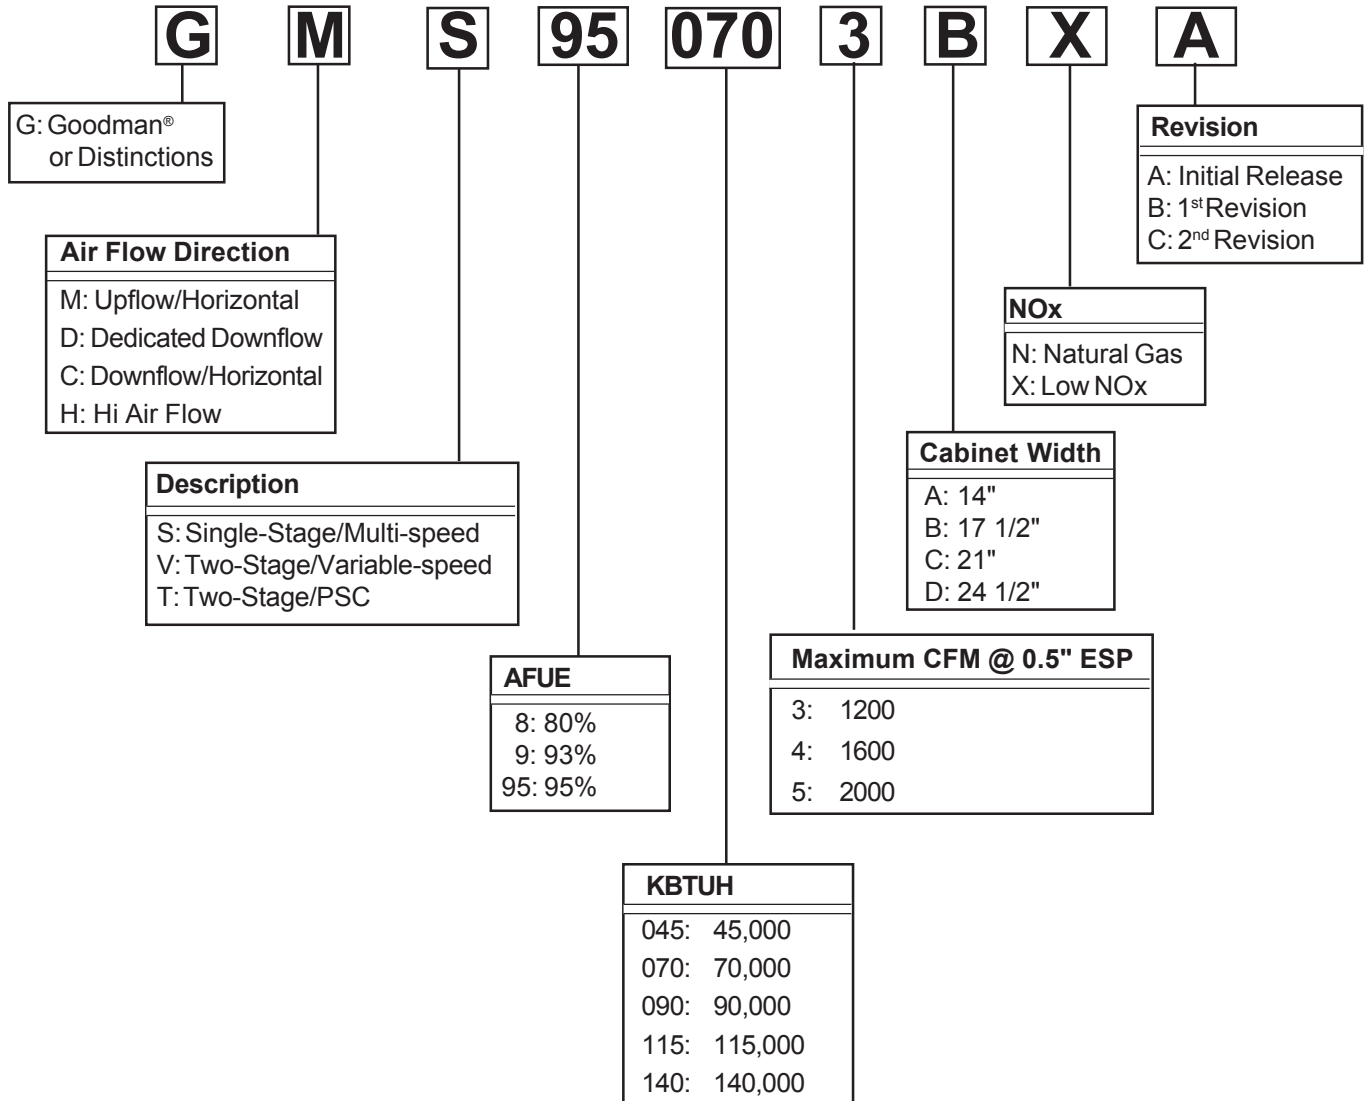 G M S 95 070 3 B X A
G: Goodman®
or Distinctions
Revision
A: Initial Release
B: 1st Revision
C: 2nd Revision
Air Flow Direction
M: Upflow/Horizontal
D: Dedicated Downflow
C: Downflow/Horizontal
H: Hi Air Flow
NOx
N: Natural Gas
X: Low NOx
Cabinet Width
A: 14"
B: 17 1/2"
C: 21"
D: 24 1/2"
Description
S: Single-Stage/Multi-speed
V: Two-Stage/Variable-speed
T: Two-Stage/PSC
Maximum CFM @ 0.5" ESP
3: 1200
4: 1600
5: 2000
AFUE
8: 80%
9: 93%
95: 95%
KBTUH
045: 45,000
070: 70,000
090: 90,000
115: 115,000
140: 140,000